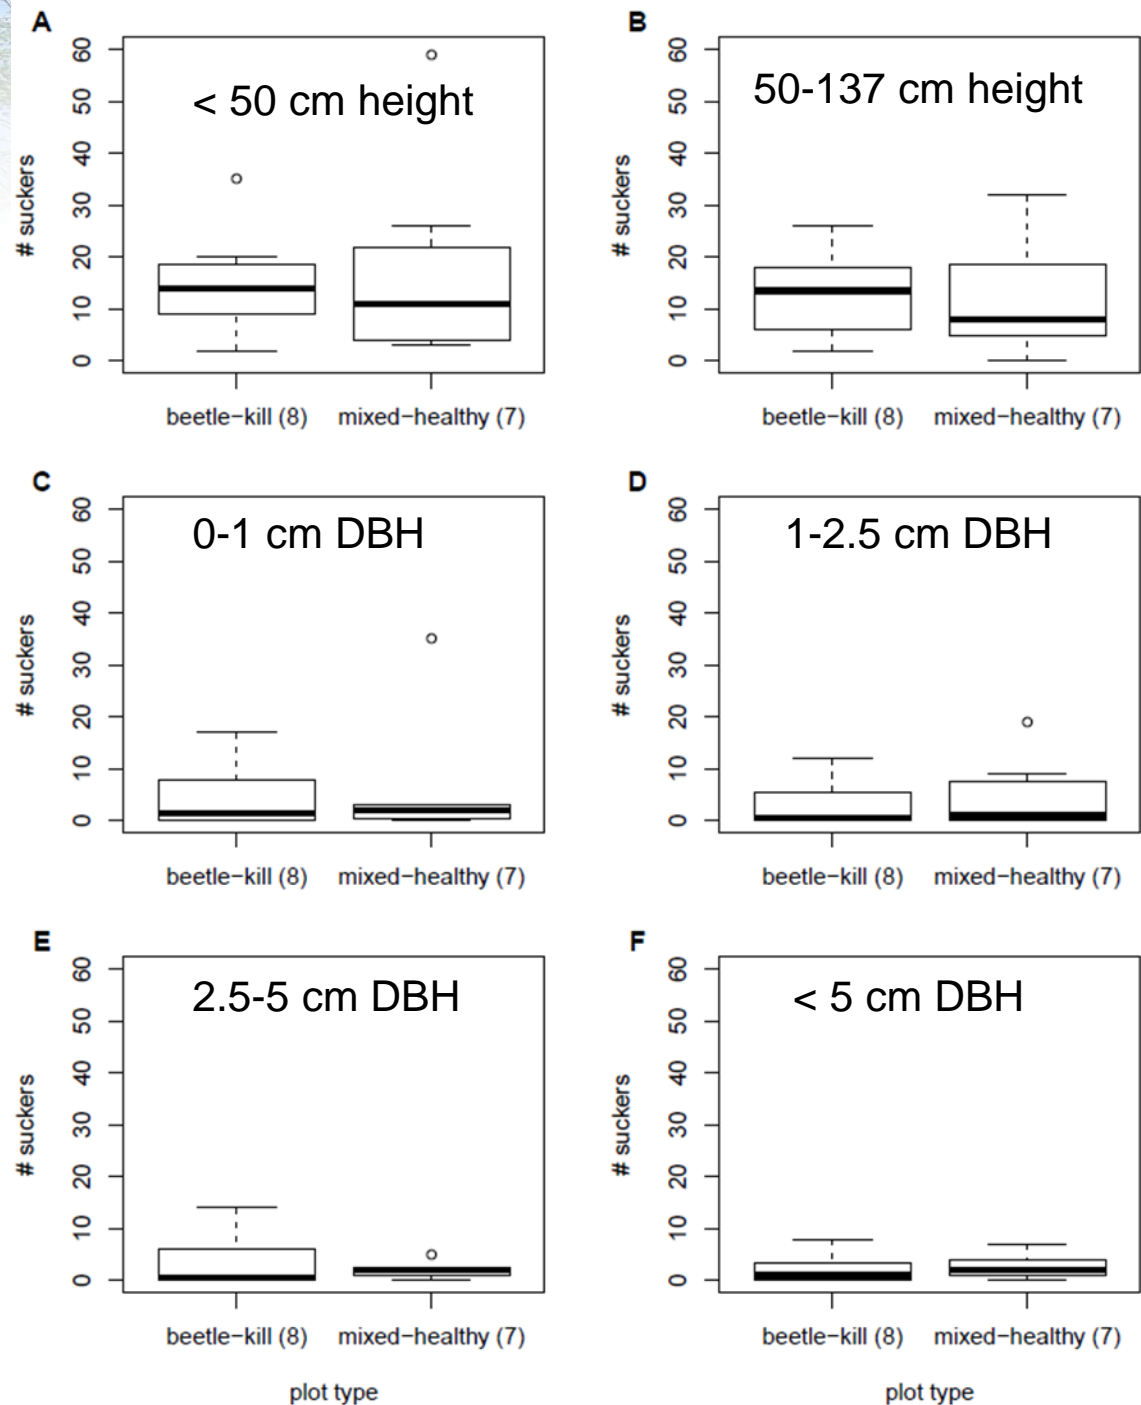 A
< 50 cm height
# suckers
60
50
40
30
20
10
0
beetle−kill (8)
mixed−healthy (7)
B
50-137 cm height
# suckers
60
50
40
30
20
10
0
beetle−kill (8)
mixed−healthy (7)
C
0-1 cm DBH
# suckers
60
50
40
30
20
10
0
beetle−kill (8)
mixed−healthy (7)
D
1-2.5 cm DBH
# suckers
60
50
40
30
20
10
0
beetle−kill (8)
mixed−healthy (7)
E
2.5-5 cm DBH
# suckers
60
50
40
30
20
10
0
beetle−kill (8)
mixed−healthy (7)
plot type
F
< 5 cm DBH
# suckers
60
50
40
30
20
10
0
beetle−kill (8)
mixed−healthy (7)
plot type